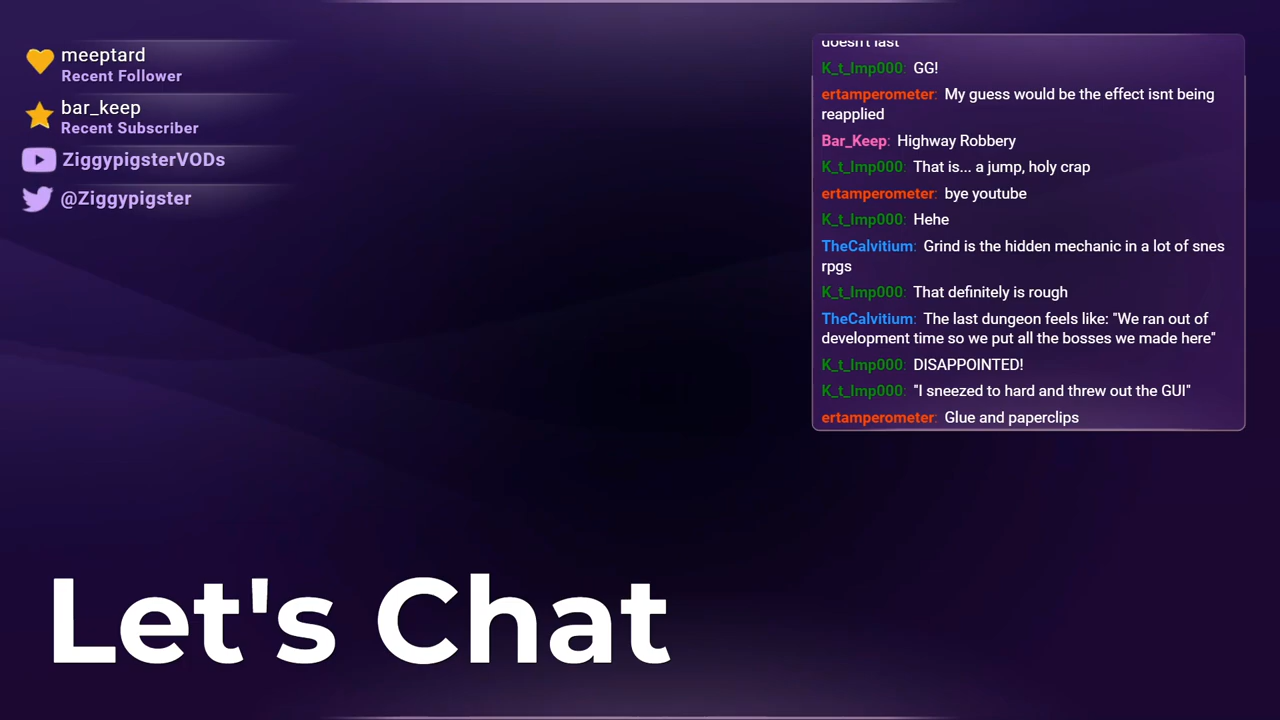 meeptard
Recent Follower
bar_keep
Recent Subscriber
ZiggypigsterVODs
@Ziggypigster
doesn't last
K_t_Imp000: GG!
ertamperometer: My guess would be the effect isnt being
reapplied
Bar_Keep: Highway Robbery
K_t_Imp000: That is... a jump, holy crap
ertamperometer: bye youtube
K_t_Imp000: Hehe
TheCalvitium: Grind is the hidden mechanic in a lot of snes
rpgs
K_t_Imp000: That definitely is rough
TheCalvitium: The last dungeon feels like: "We ran out of
development time so we put all the bosses we made here"
K_t_Imp000: DISAPPOINTED!
K_t_Imp000: "I sneezed to hard and threw out the GUI"
ertamperometer: Glue and paperclips
Let's Chat